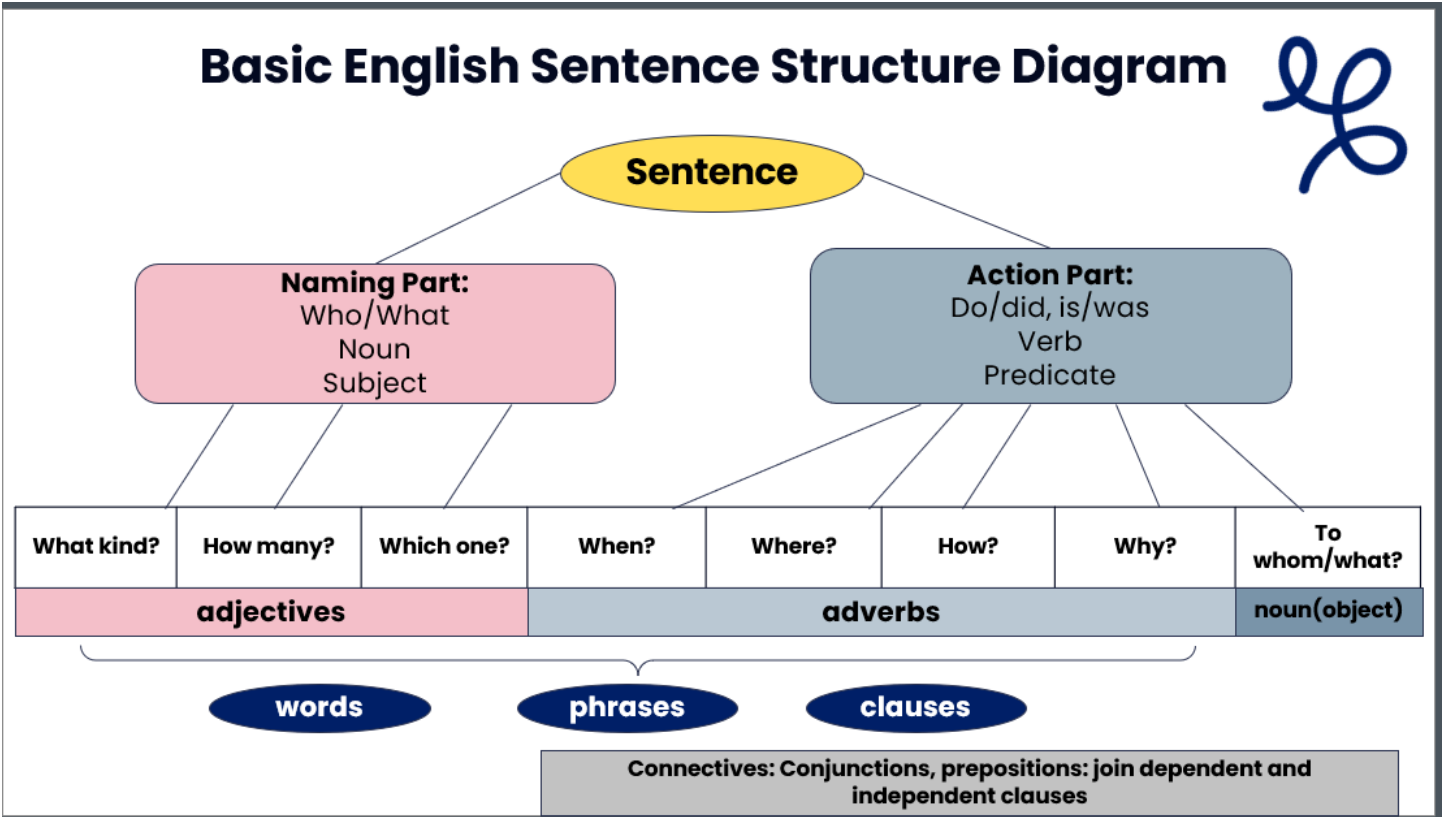 Basic English Sentence Structure Diagram
Sentence
Naming Part:
Who/What
Noun
Subject
Action Part:
Do/did, is/was
Verb
Predicate
What kind?
How many?
Which one?
When?
Where?
How?
Why?
To
whom/what?
adjectives
adverbs
noun(object)
words
phrases
clauses
Connectives: Conjunctions, prepositions: join dependent and
independent clauses